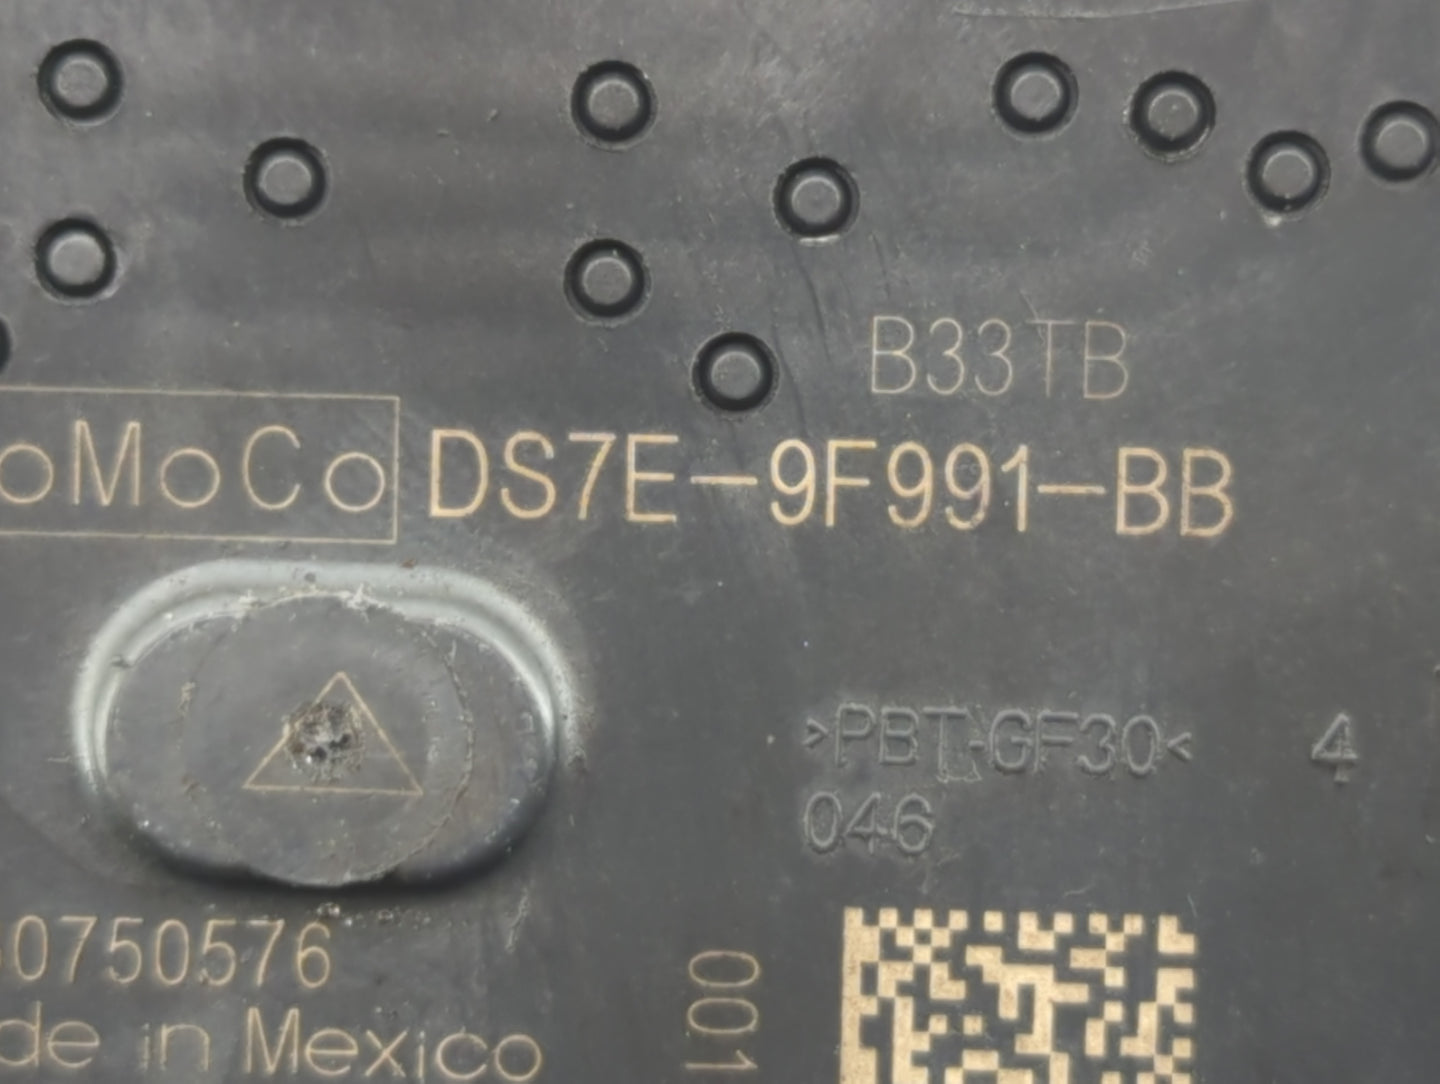 B33TB
oMoCo DS7E-9F991-BB
>PBT-GF30< 4
046
0750576
de in Mexico
001